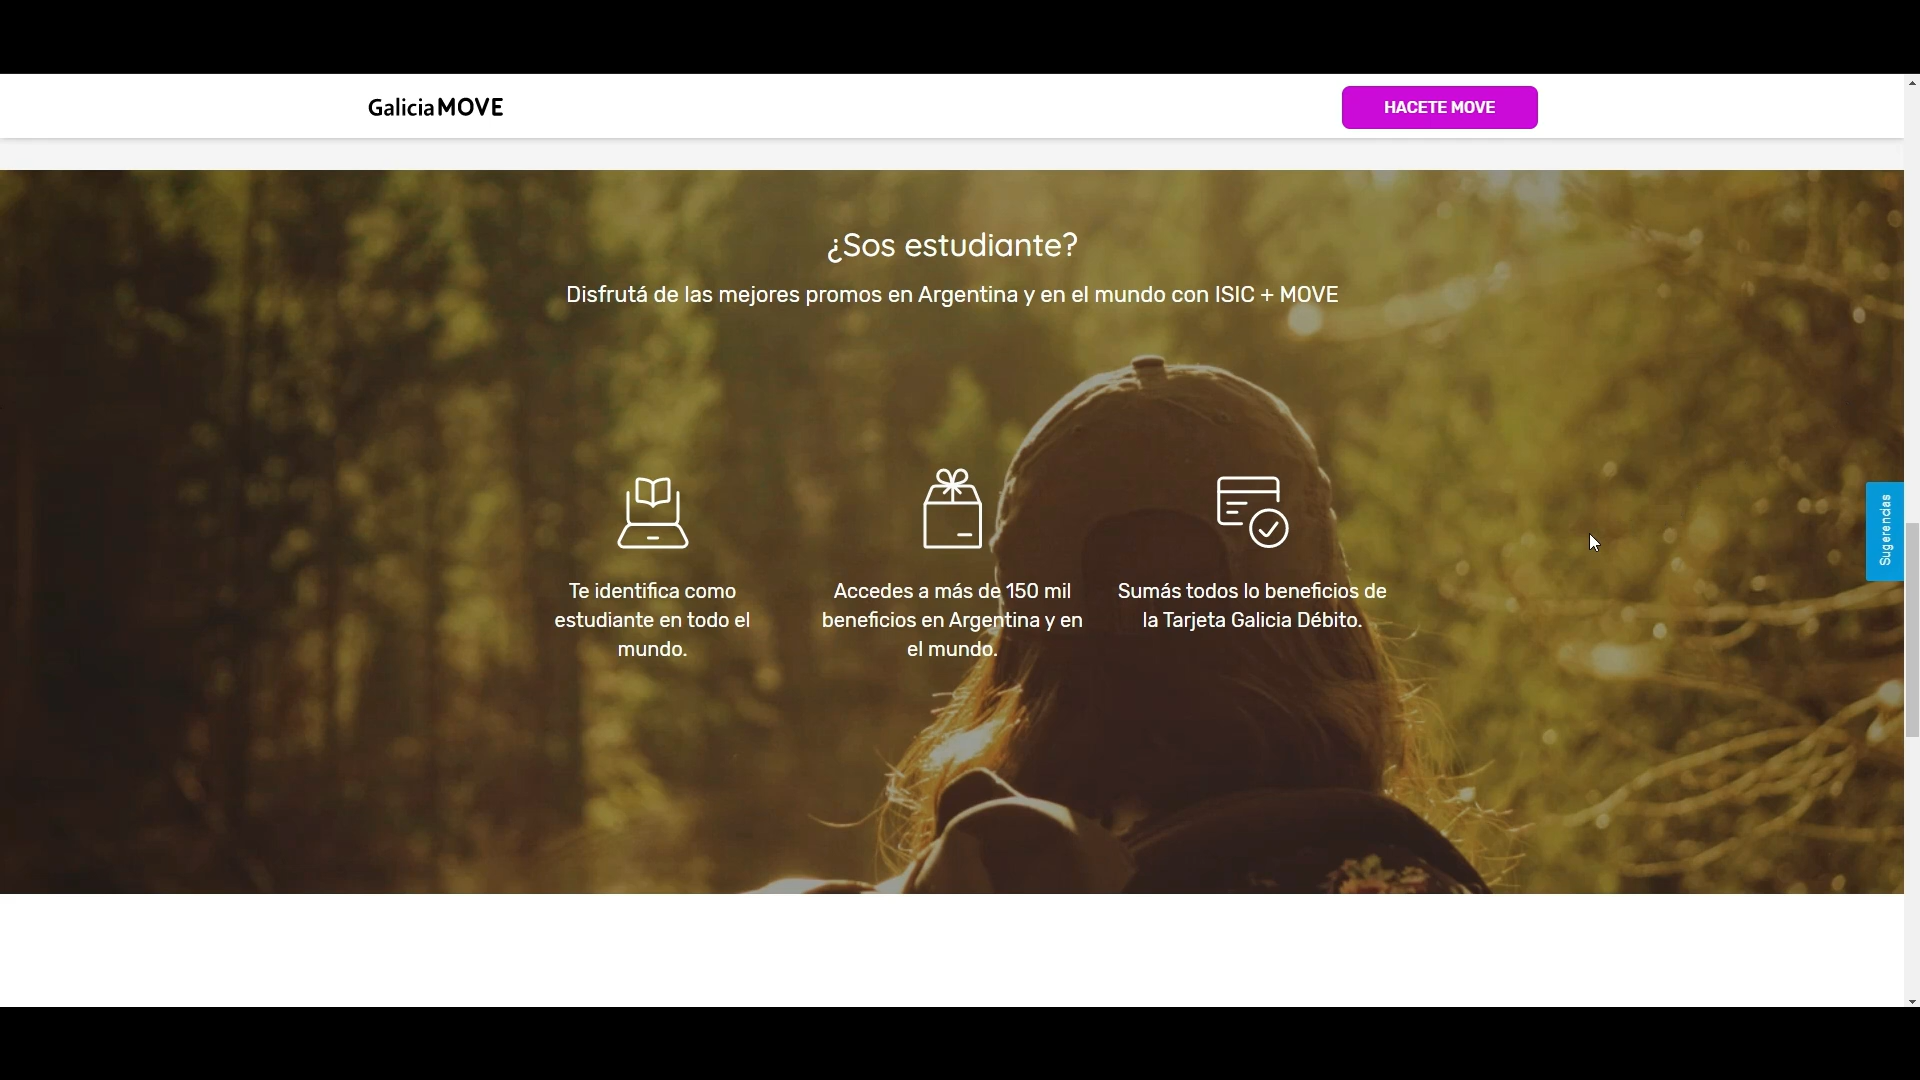 GaliciaMOVE
HACETE MOVE
¿Sos estudiante?
Disfrutá de las mejores promos en Argentina y en el mundo con ISIC + MOVE
Te identifica como
estudiante en todo el
mundo.
Accedes a más de 150 mil
beneficios en Argentina y en
el mundo.
Sumás todos lo beneficios de
la Tarjeta Galicia Débito.
Sugerencias